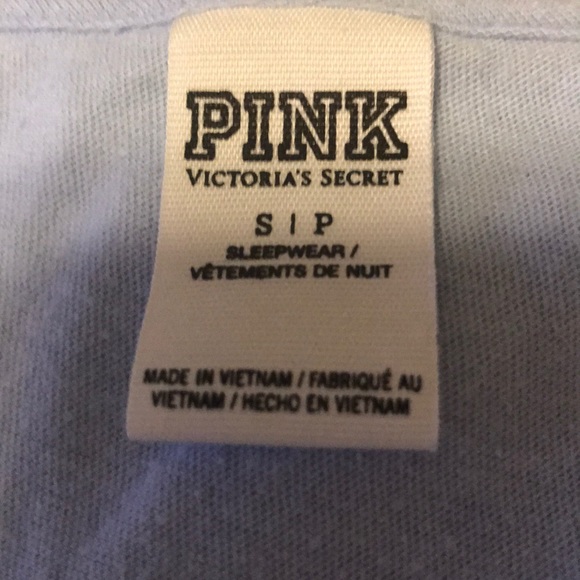 PINK
VICTORIA'S SECRET
S | P
SLEEPWEAR /
VÊTEMENTS DE NUIT
MADE IN VIETNAM / FABRIQUÉ AU
VIETNAM / HECHO EN VIETNAM